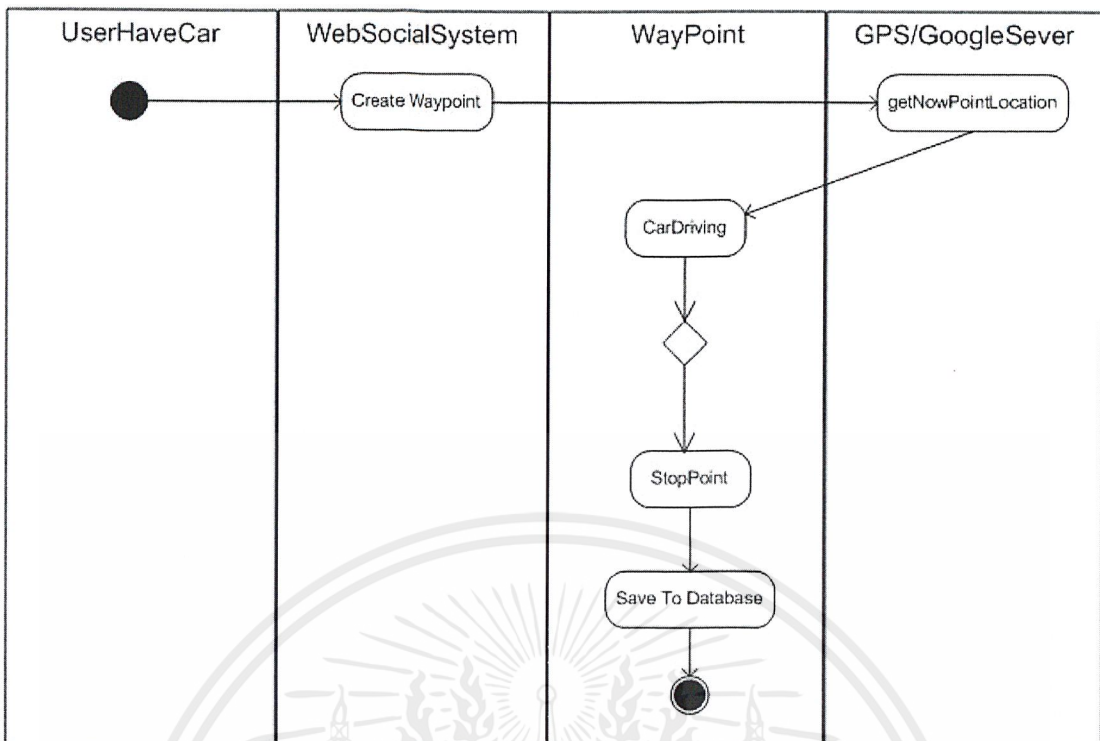 UserHaveCar
WebSocialSystem
WayPoint
GPS/GoogleSever
Create Waypoint
getNowPointLocation
CarDriving
StopPoint
Save To Database